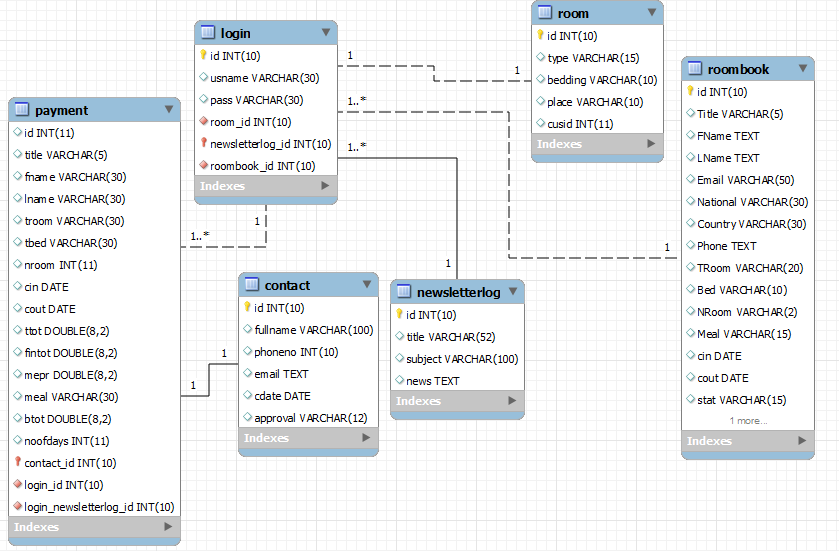 login
id INT(10)
usname VARCHAR(30)
pass VARCHAR(30)
room_id INT(10)
newsletterlog_id INT(10)
roombook_id INT(10)
Indexes
room
id INT(10)
type VARCHAR(15)
bedding VARCHAR(10)
place VARCHAR(10)
cusid INT(11)
Indexes
roombook
id INT(10)
Title VARCHAR(5)
FName TEXT
LName TEXT
Email VARCHAR(50)
National VARCHAR(30)
Country VARCHAR(30)
Phone TEXT
TRoom VARCHAR(20)
Bed VARCHAR(10)
NRoom VARCHAR(2)
Meal VARCHAR(15)
cin DATE
cout DATE
stat VARCHAR(15)
1 more...
Indexes
payment
id INT(11)
title VARCHAR(5)
fname VARCHAR(30)
lname VARCHAR(30)
troom VARCHAR(30)
tbed VARCHAR(30)
nroom INT(11)
cin DATE
cout DATE
ttot DOUBLE(8,2)
fintot DOUBLE(8,2)
mepr DOUBLE(8,2)
meal VARCHAR(30)
btot DOUBLE(8,2)
noofdays INT(11)
contact_id INT(10)
login_id INT(10)
login_newsletterlog_id INT(10)
Indexes
contact
id INT(10)
fullname VARCHAR(100)
phoneno INT(10)
email TEXT
cdate DATE
approval VARCHAR(12)
Indexes
newsletterlog
id INT(10)
title VARCHAR(52)
subject VARCHAR(100)
news TEXT
Indexes
1
1
1..*
1
1..*
1
1
1..*
1
1